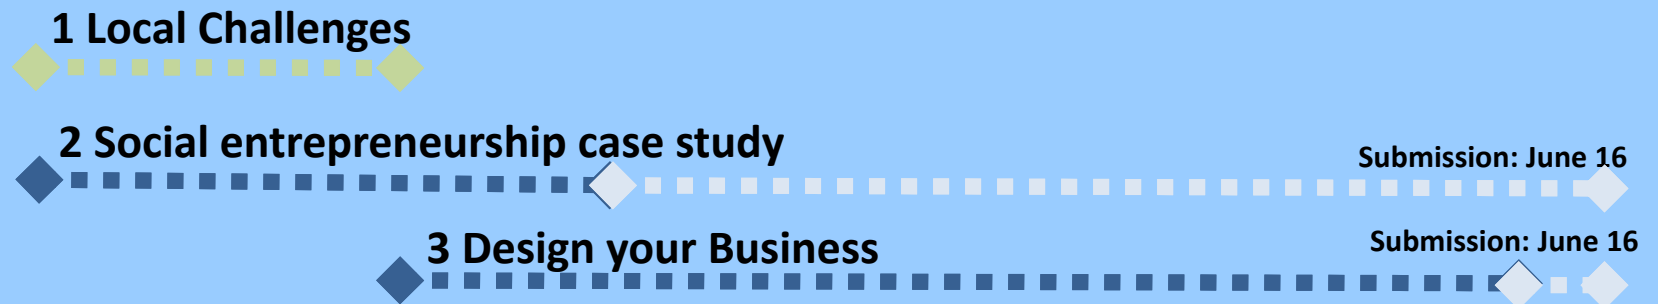 1 Local Challenges
2 Social entrepreneurship case study
Submission: June 16
3 Design your Business
Submission: June 16